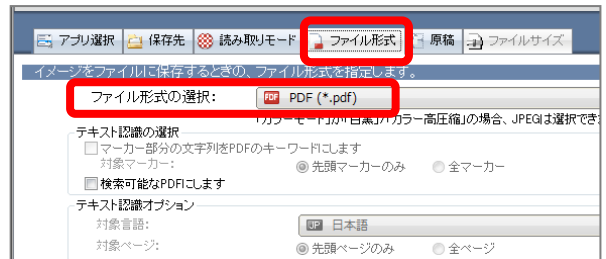 アプリ選択 保存先 読み取りモード ファイル形式 原稿 ファイルサイズ
イメージをファイルに保存するときの、ファイル形式を指定します。
ファイル形式の選択: PDF PDF (*.pdf)
「カラーモード」が「白黒」/「カラー高圧縮」の場合、JPEGは選択でき
テキスト認識の選択
マーカー部分の文字列をPDFのキーワードにします
対象マーカー: 先頭マーカーのみ 全マーカー
検索可能なPDFにします
テキスト認識オプション
対象言語: 日本語
対象ページ: 先頭ページのみ 全ページ